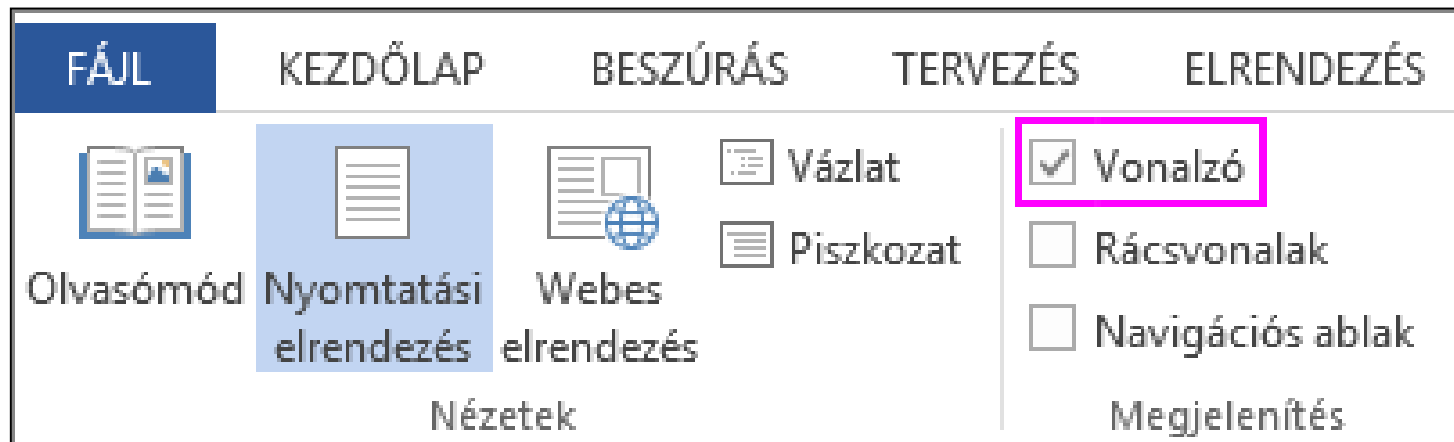 FÁJL KEZDŐLAP BESZÚRÁS TERVEZÉS ELRENDEZÉS
Olvasómód
Nyomtatási
elrendezés
Webes
elrendezés
Vázlat
Piszkozat
Nézetek
Vonalzó
Rácsvonalak
Navigációs ablak
Megjelenítés